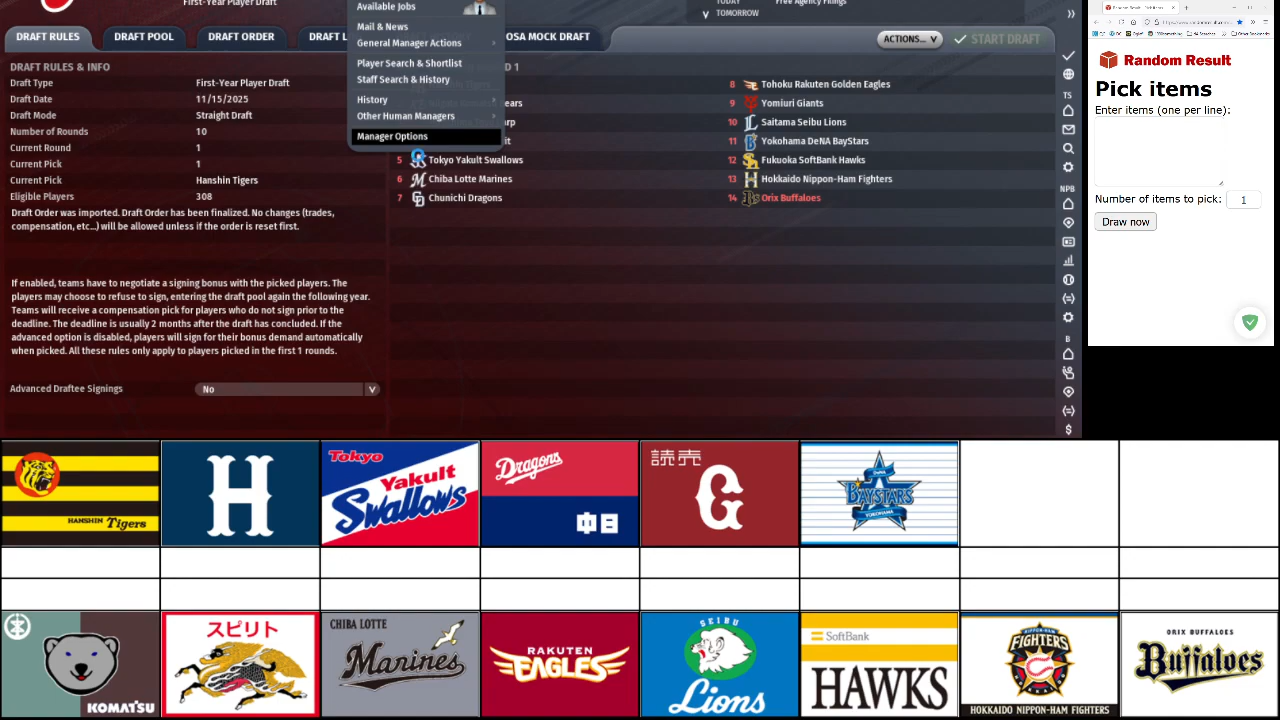 First-Year Player Draft
Available Jobs
TODAY
TOMORROW
Free Agency Filings
Mail & News
General Manager Actions
Player Search & Shortlist
Staff Search & History
History
Other Human Managers
Manager Options
DRAFT RULES
DRAFT POOL
DRAFT ORDER
DRAFT L
OSA MOCK DRAFT
ACTIONS... v
START DRAFT
DRAFT RULES & INFO
Draft Type First-Year Player Draft
Draft Date 11/15/2025
Draft Mode Straight Draft
Number of Rounds 10
Current Round 1
Current Pick 1
Current Pick Hanshin Tigers
Eligible Players 308
Draft Order was imported. Draft Order has been finalized. No changes (trades,
compensation, etc...) will be allowed unless if the order is reset first.
If enabled, teams have to negotiate a signing bonus with the picked players. The
players may choose to refuse to sign, entering the draft pool again the following year.
Teams will receive a compensation pick for players who do not sign prior to the
deadline. The deadline is usually 2 months after the draft has concluded. If the
advanced option is disabled, players will sign for their bonus demand automatically
when picked. All these rules only apply to players picked in the first 1 rounds.
Advanced Draftee Signings No v
D 1
ears
arp
it
5 Tokyo Yakult Swallows
6 Chiba Lotte Marines
7 Chunichi Dragons
8 Tohoku Rakuten Golden Eagles
9 Yomiuri Giants
10 Saitama Seibu Lions
11 Yokohama DeNA BayStars
12 Fukuoka SoftBank Hawks
13 Hokkaido Nippon-Ham Fighters
14 Orix Buffaloes
TS
NPB
B
$
Random Result
Pick items
Enter items (one per line):
Number of items to pick: 1
Draw now
HANSHIN Tigers
H
Tokyo
Yakult
Swallows
Dragons
中日
読売
G
DeNA
BAYSTARS
YOKOHAMA
KOMATSU
スピリト
CHIBA LOTTE
Marines
RAKUTEN
EAGLES
SEIBU
Lions
SoftBank
HAWKS
NIPPON-HAM
FIGHTERS
HOKKAIDO NIPPON-HAM FIGHTERS
ORIX BUFFALOES
Buffaloes